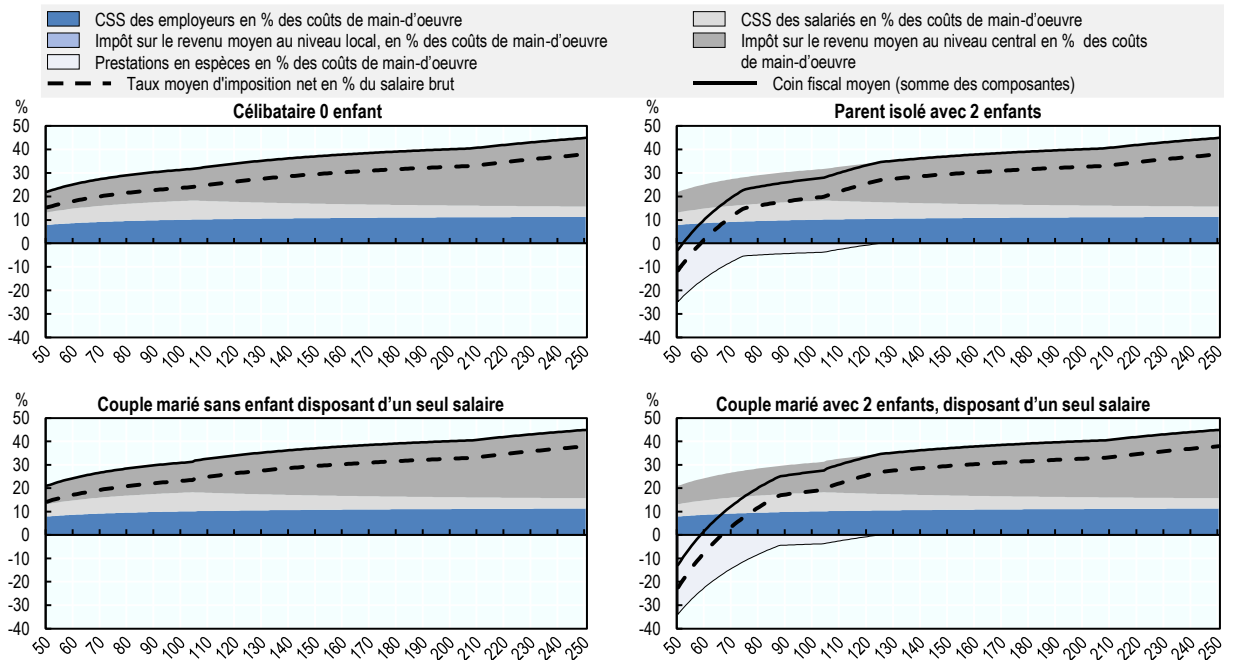 CSS des employeurs en % des coûts de main-d'oeuvre
CSS des salariés en % des coûts de main-d'oeuvre
Impôt sur le revenu moyen au niveau local, en % des coûts de main-d'oeuvre
Impôt sur le revenu moyen au niveau central en % des coûts
de main-d'oeuvre
Prestations en espèces en % des coûts de main-d'oeuvre
Taux moyen d'imposition net en % du salaire brut
Coin fiscal moyen (somme des composantes)
%
Célibataire 0 enfant
50
40
30
20
10
0
-10
-20
-30
-40
50 60 70 80 90 100 110 120 130 140 150 160 170 180 190 200 210 220 230 240 250
%
Parent isolé avec 2 enfants
50
40
30
20
10
0
-10
-20
-30
-40
50 60 70 80 90 100 110 120 130 140 150 160 170 180 190 200 210 220 230 240 250
%
Couple marié sans enfant disposant d’un seul salaire
50
40
30
20
10
0
-10
-20
-30
-40
50 60 70 80 90 100 110 120 130 140 150 160 170 180 190 200 210 220 230 240 250
%
Couple marié avec 2 enfants, disposant d’un seul salaire
50
40
30
20
10
0
-10
-20
-30
-40
50 60 70 80 90 100 110 120 130 140 150 160 170 180 190 200 210 220 230 240 250